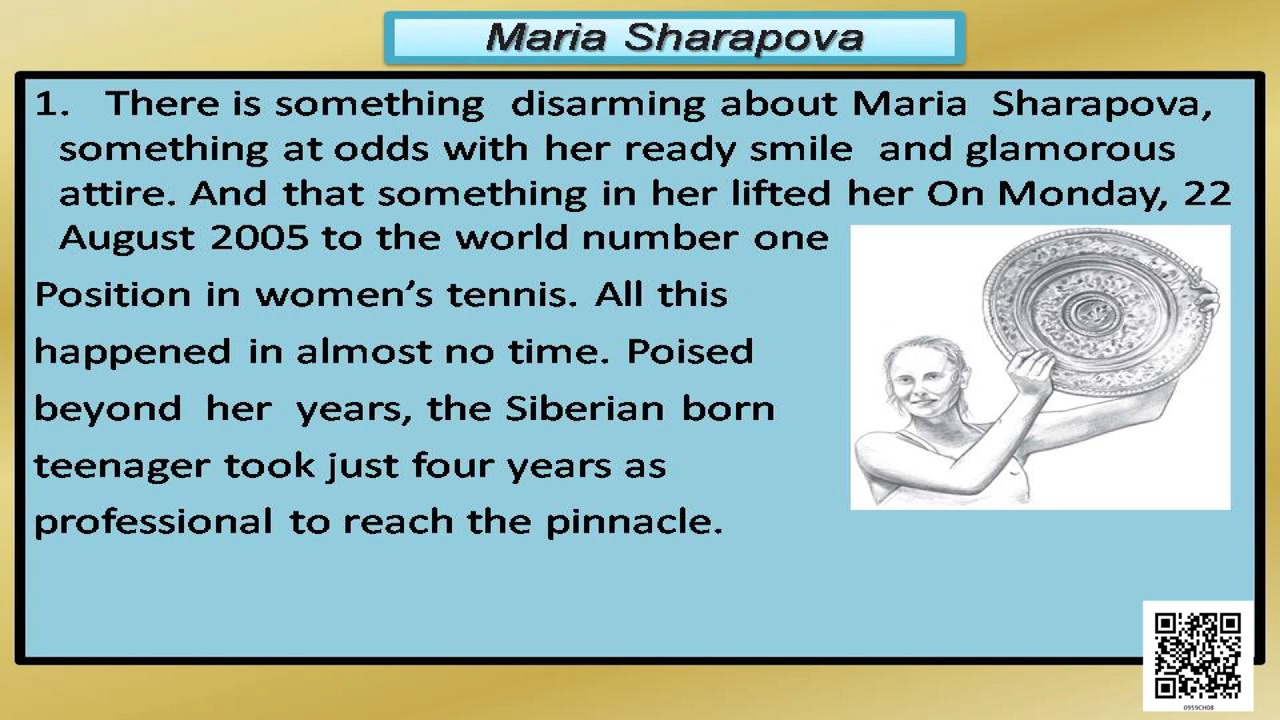 Maria Sharapova
1. There is something disarming about Maria Sharapova,
something at odds with her ready smile and glamorous
attire. And that something in her lifted her On Monday, 22
August 2005 to the world number one
Position in women’s tennis. All this
happened in almost no time. Poised
beyond her years, the Siberian born
teenager took just four years as
professional to reach the pinnacle.
0959CH08